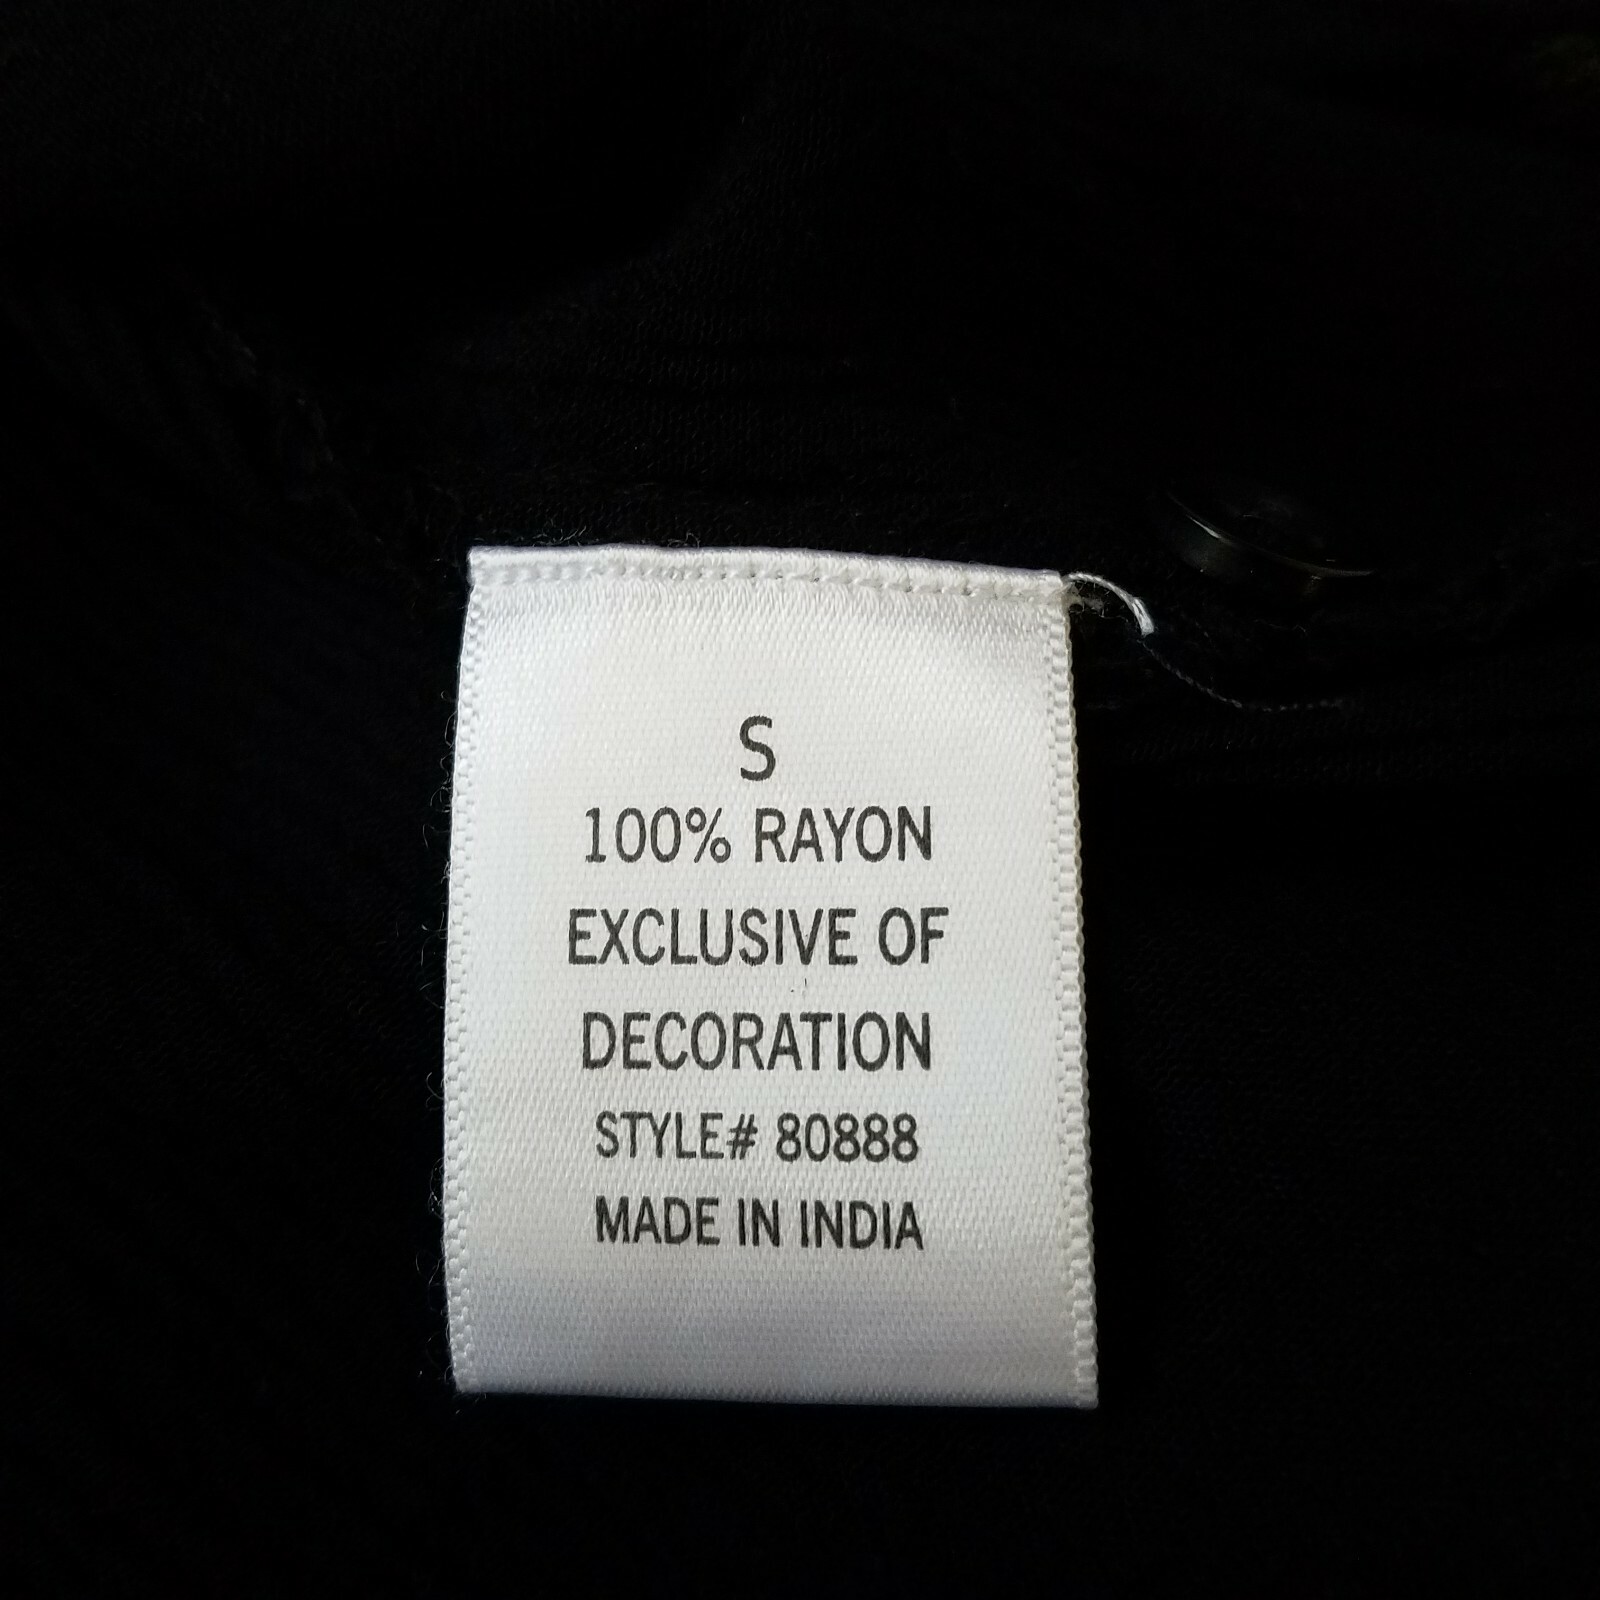 S
100% RAYON
EXCLUSIVE OF
DECORATION
STYLE# 80888
MADE IN INDIA